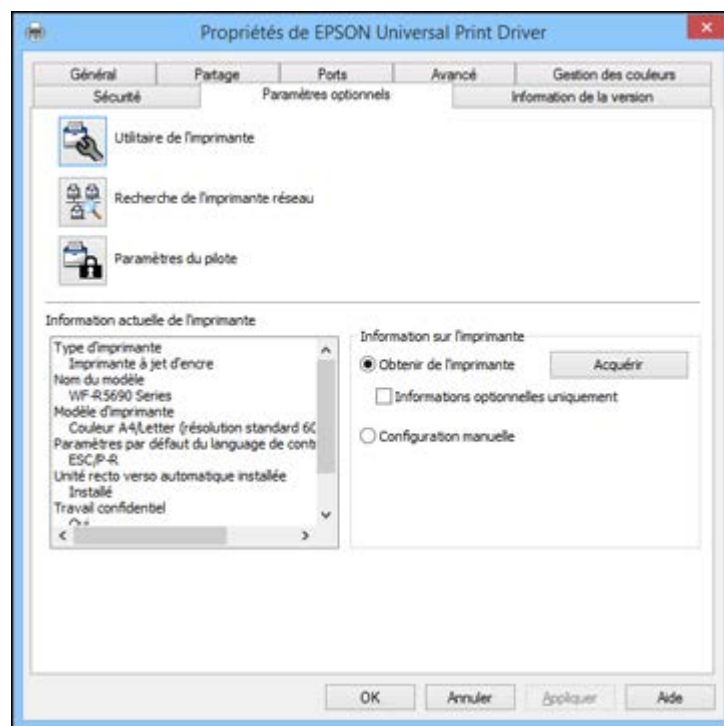 Propriétés de EPSON Universal Print Driver
Général Partage Ports Avancé Gestion des couleurs
Sécurité Paramètres optionnels Information de la version
Utilitaire de l'imprimante
Recherche de l'imprimante réseau
Paramètres du pilote
Information actuelle de l'imprimante
Type d'imprimante
Imprimante à jet d'encre
Nom du modèle
WF-R5690 Series
Modèle d'imprimante
Couleur A4/Letter (résolution standard 60
Paramètres par défaut du language de cont
ESC/P-R
Unité recto verso automatique installée
Installé
Travail confidentiel
Information sur l'imprimante
Obtenir de l'imprimante Acquérir
Informations optionnelles uniquement
Configuration manuelle
OK Annuler Appliquer Aide